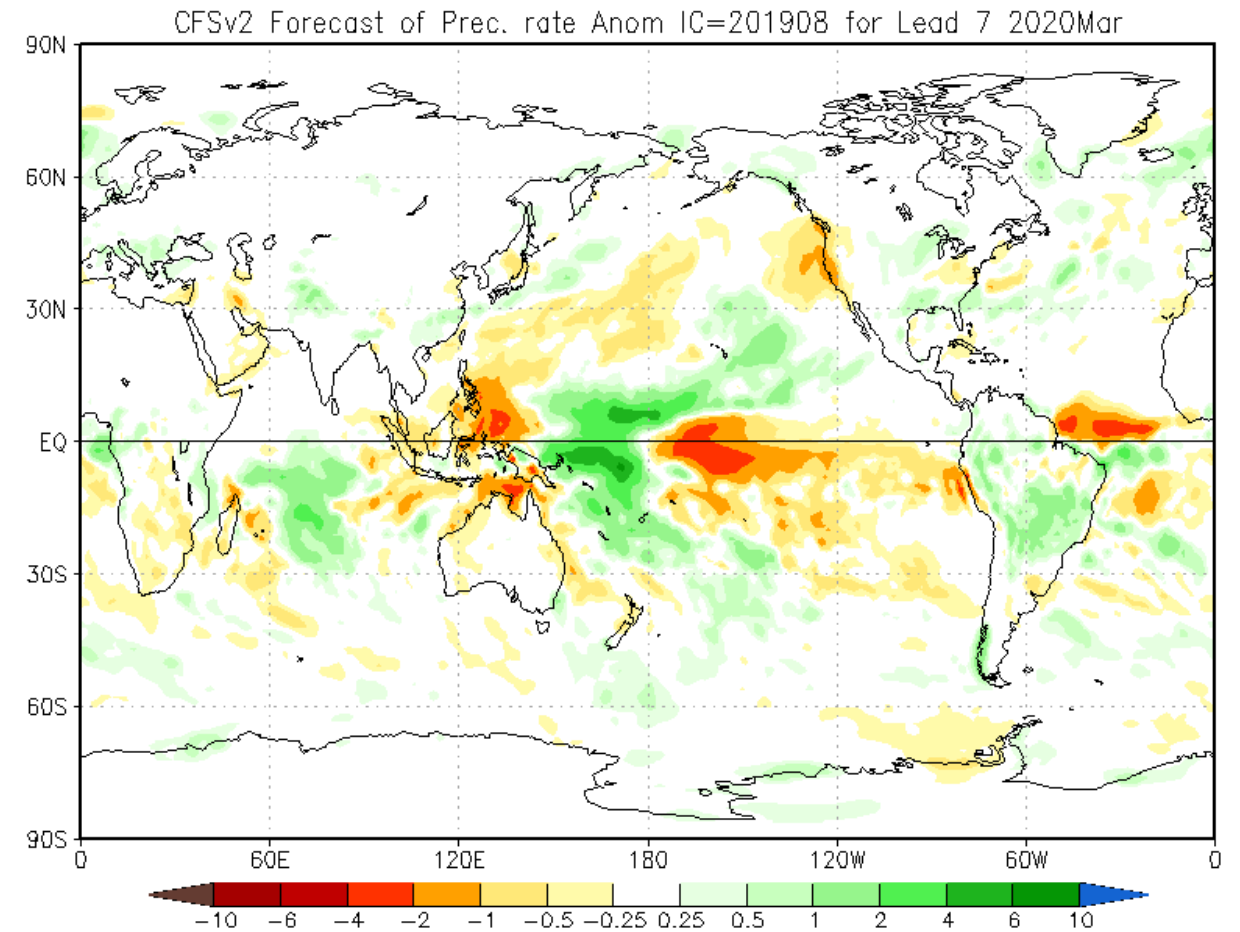 CFSv2 Forecast of Prec. rate Anom IC=201908 for Lead 7 2020Mar
90N
60N
30N
EQ
30S
60S
90S
0 60E 120E 180 120W 60W 0
-10 -6 -4 -2 -1 -0.5 -0.25 0.25 0.5 1 2 4 6 10